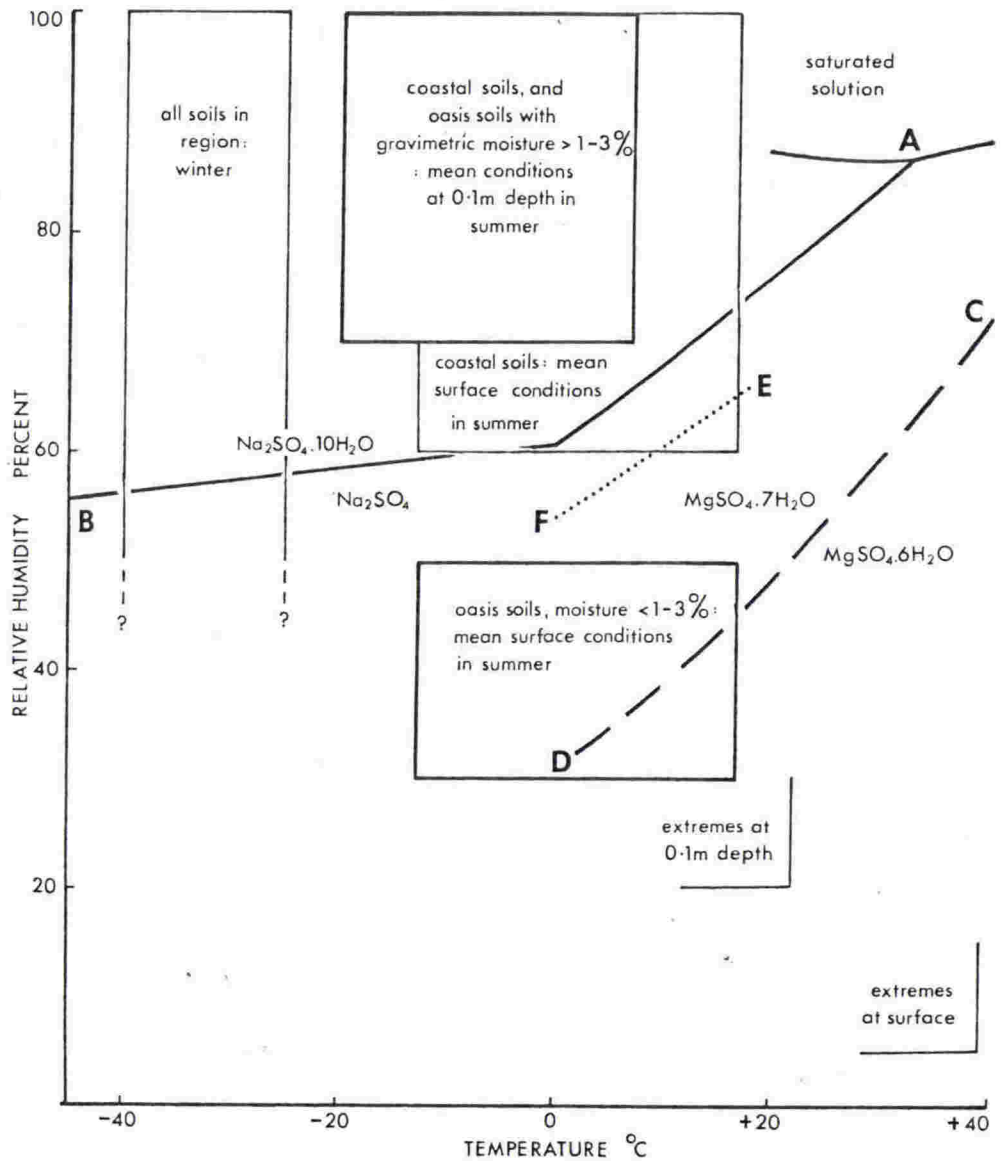 100
80
60
40
20
RELATIVE HUMIDITY PERCENT
all soils in
region:
winter
coastal soils, and
oasis soils with
gravimetric moisture > 1-3%
: mean conditions
at 0·1m depth in
summer
saturated
solution
A
C
coastal soils: mean
surface conditions
in summer
E
Na₂SO₄.10H₂O
Na₂SO₄
B
F
MgSO₄.7H₂O
MgSO₄.6H₂O
? ?
oasis soils, moisture <1-3%:
mean surface conditions
in summer
D
extremes at
0·1m depth
extremes
at surface
-40 -20 0 +20 +40
TEMPERATURE °C